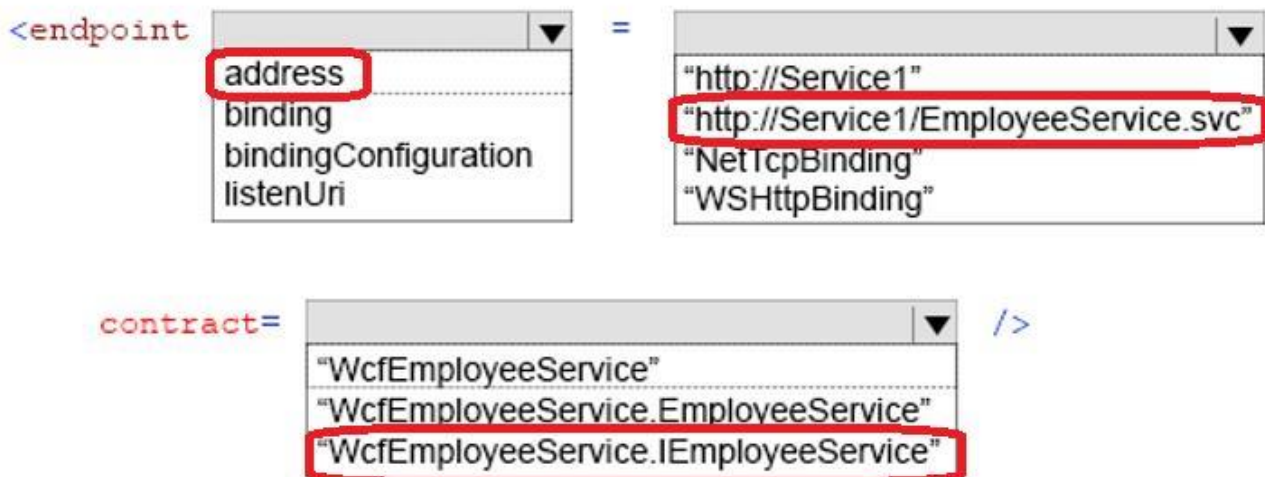 <endpoint =
address
binding
bindingConfiguration
listenUri
“http://Service1”
“http://Service1/EmployeeService.svc”
“NetTcpBinding”
“WSHttpBinding”
contract= />
“WcfEmployeeService”
“WcfEmployeeService.EmployeeService”
“WcfEmployeeService.IEmployeeService”